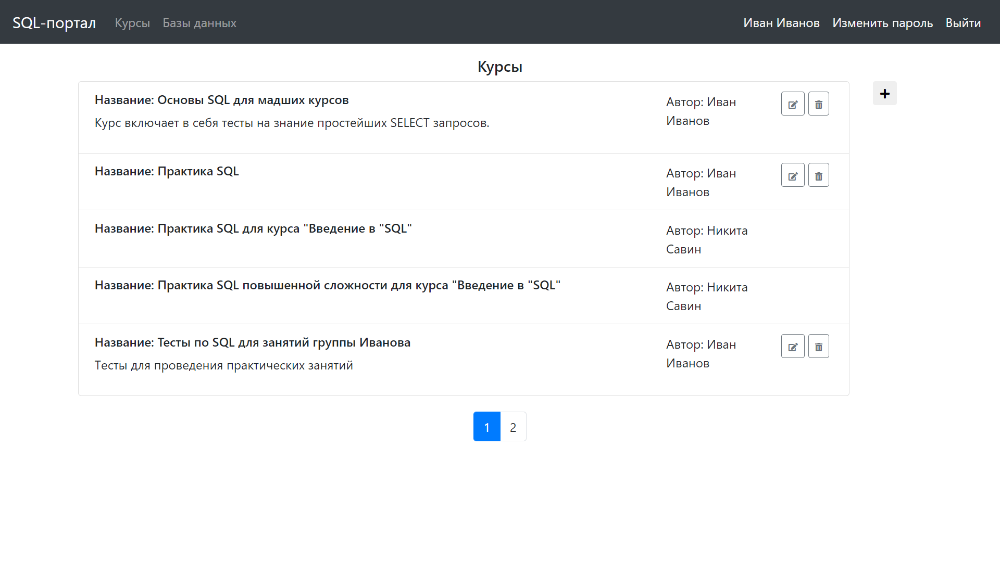 SQL-портал Курсы Базы данных Иван Иванов Изменить пароль Выйти
Курсы
Название: Основы SQL для мадших курсов
Курс включает в себя тесты на знание простейших SELECT запросов.
Автор: Иван
Иванов
Название: Практика SQL
Автор: Иван
Иванов
Название: Практика SQL для курса "Введение в "SQL"
Автор: Никита
Савин
Название: Практика SQL повышенной сложности для курса "Введение в "SQL"
Автор: Никита
Савин
Название: Тесты по SQL для занятий группы Иванова
Тесты для проведения практических занятий
Автор: Иван
Иванов
1 2